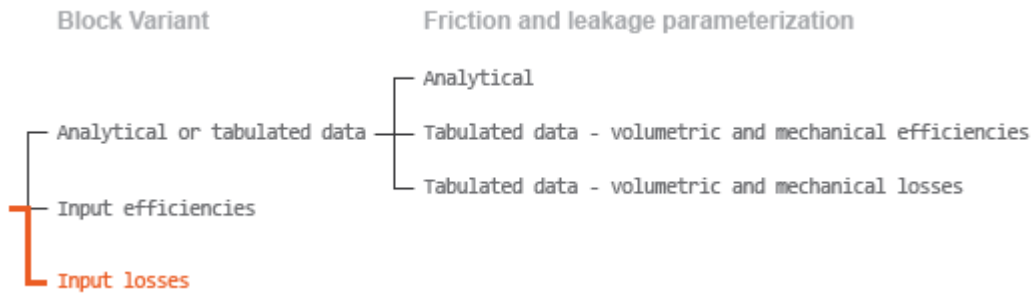 Block Variant
Friction and leakage parameterization
Analytical
Analytical or tabulated data
Tabulated data - volumetric and mechanical efficiencies
Tabulated data - volumetric and mechanical losses
Input efficiencies
Input losses